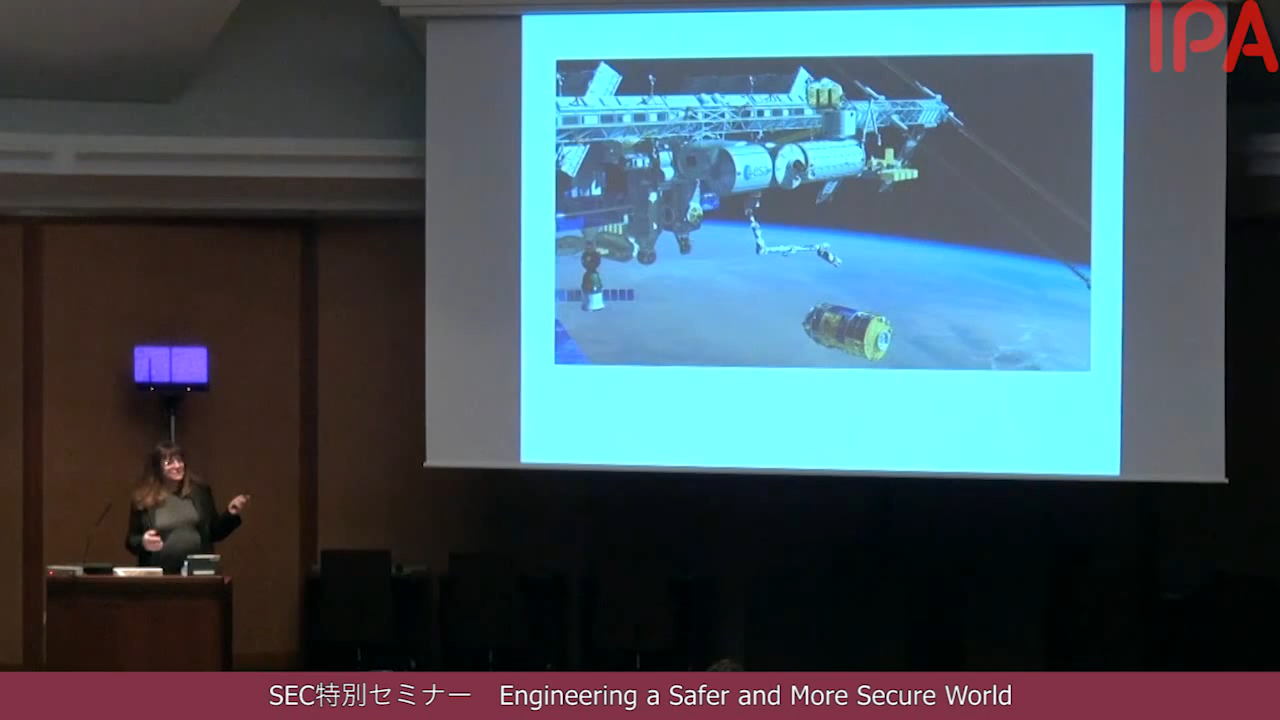 IPA
esa
SEC特別セミナー　Engineering a Safer and More Secure World